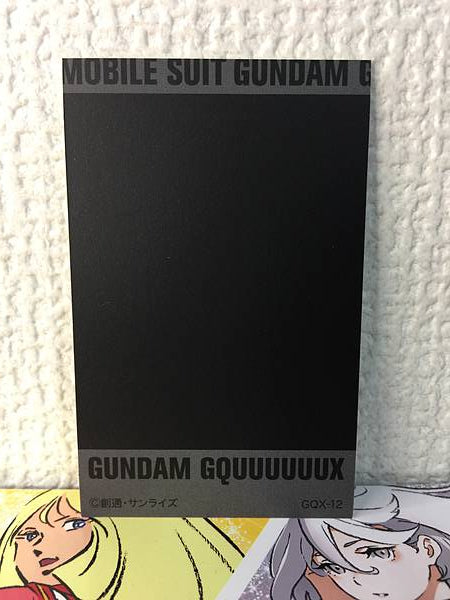 MOBILE SUIT GUNDAM G
GUNDAM GQUUUUUUX
©創通・サンライズ
GQX-12